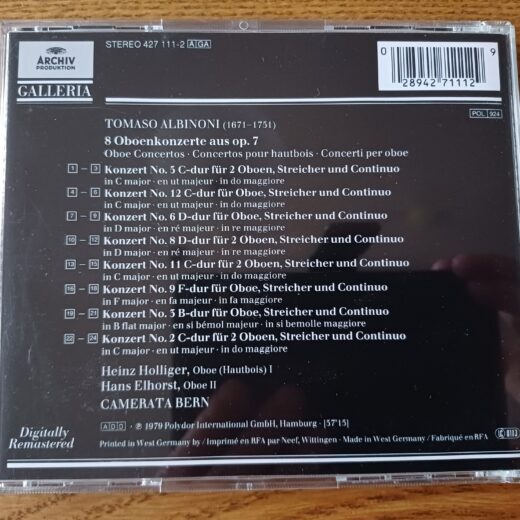 ARCHIV
PRODUKTION
GALLERIA
STEREO 427 111-2 AGA
0 28942 71112 9
POL 924
TOMASO ALBINONI (1671–1751)
8 Oboenkonzerte aus op. 7
Oboe Concertos · Concertos pour hautbois · Concerti per oboe
1 – 3 Konzert No. 5 C-dur für 2 Oboen, Streicher und Continuo
in C major · en ut majeur · in do maggiore
4 – 6 Konzert No. 12 C-dur für Oboe, Streicher und Continuo
in C major · en ut majeur · in do maggiore
7 – 9 Konzert No. 6 D-dur für Oboe, Streicher und Continuo
in D major · en ré majeur · in re maggiore
10 – 12 Konzert No. 8 D-dur für 2 Oboen, Streicher und Continuo
in D major · en ré majeur · in re maggiore
13 – 15 Konzert No. 11 C-dur für 2 Oboen, Streicher und Continuo
in C major · en ut majeur · in do maggiore
16 – 18 Konzert No. 9 F-dur für Oboe, Streicher und Continuo
in F major · en fa majeur · in fa maggiore
19 – 21 Konzert No. 3 B-dur für Oboe, Streicher und Continuo
in B flat major · en si bémol majeur · in si bemolle maggiore
22 – 24 Konzert No. 2 C-dur für 2 Oboen, Streicher und Continuo
in C major · en ut majeur · in do maggiore
Heinz Holliger, Oboe (Hautbois) I
Hans Elhorst, Oboe II
CAMERATA BERN
Digitally
Remastered
ADD · ℗ 1979 Polydor International GmbH, Hamburg · [57'15]
Printed in West Germany by / Imprimé en RFA par Neef, Wittingen · Made in West Germany / Fabriqué en RFA